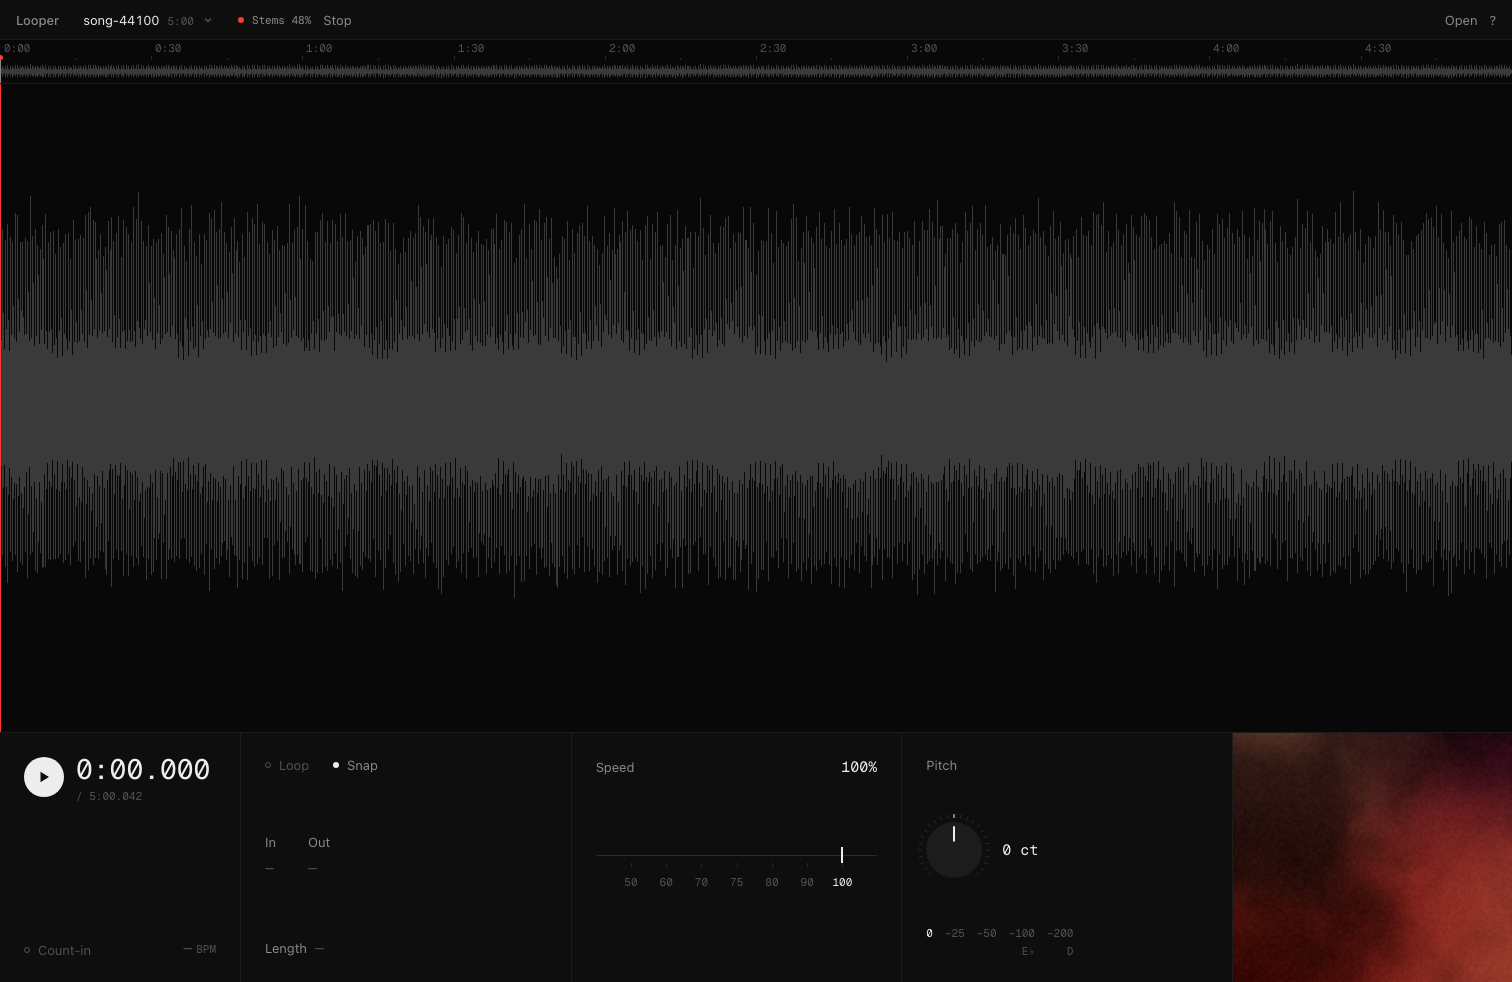 Looper song-44100 5:00 Stems 48% Stop Open ?
0:00 0:30 1:00 1:30 2:00 2:30 3:00 3:30 4:00 4:30
0:00.000
/ 5:00.042
Count-in — BPM
Loop Snap
In Out
— —
Length —
Speed 100%
50 60 70 75 80 90 100
Pitch
0 ct
0 −25 −50 −100 −200
E♭ D